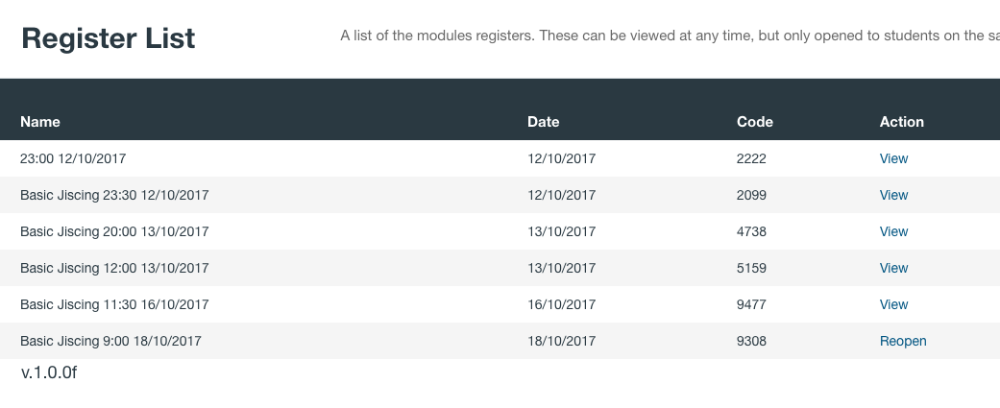 Register List
A list of the modules registers. These can be viewed at any time, but only opened to students on the sa
Name Date Code Action
23:00 12/10/2017 12/10/2017 2222 View
Basic Jiscing 23:30 12/10/2017 12/10/2017 2099 View
Basic Jiscing 20:00 13/10/2017 13/10/2017 4738 View
Basic Jiscing 12:00 13/10/2017 13/10/2017 5159 View
Basic Jiscing 11:30 16/10/2017 16/10/2017 9477 View
Basic Jiscing 9:00 18/10/2017 18/10/2017 9308 Reopen
v.1.0.0f